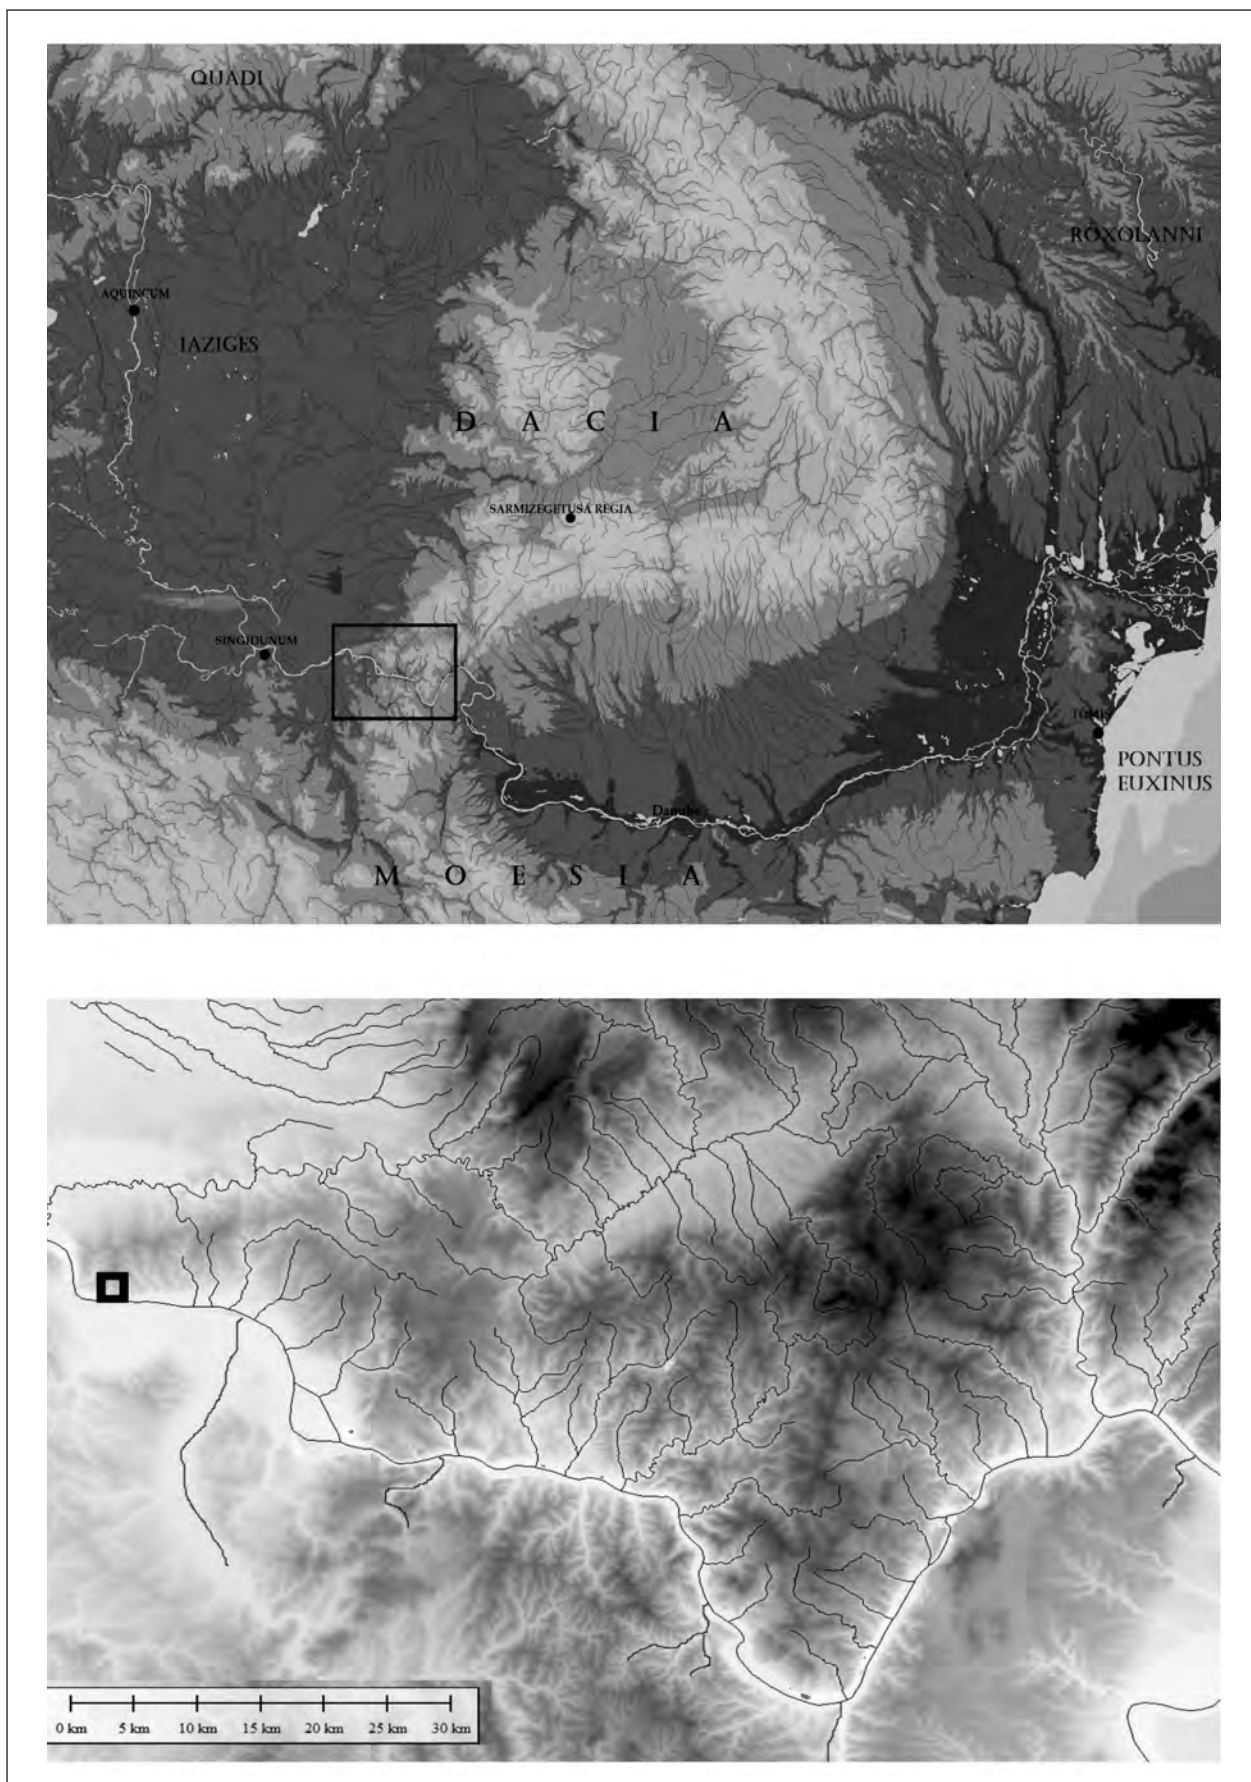 QUADI
ROXOLANNI
AQUINCUM
IAZIGES
D A C I A
SARMIZEGETUSA REGIA
SINGIDUNUM
TOMIS
PONTUS
EUXINUS
Danube
M O E S I A
0 km 5 km 10 km 15 km 20 km 25 km 30 km